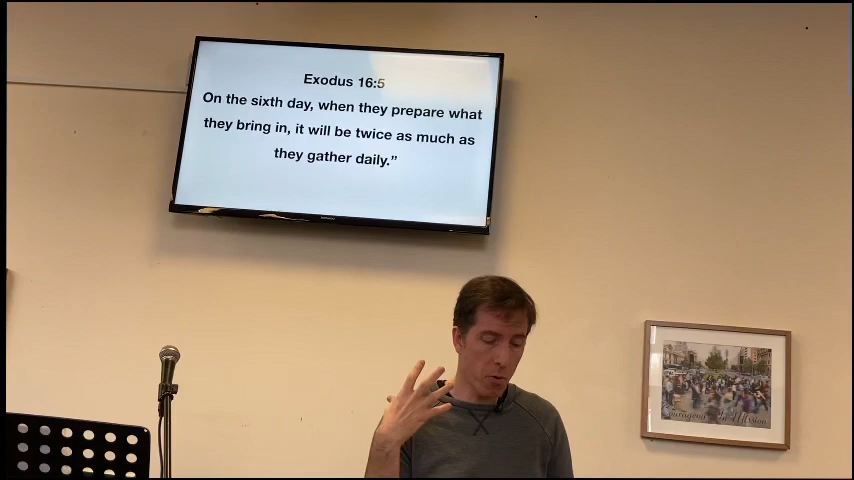 Exodus 16:5
On the sixth day, when they prepare what
they bring in, it will be twice as much as
they gather daily.”